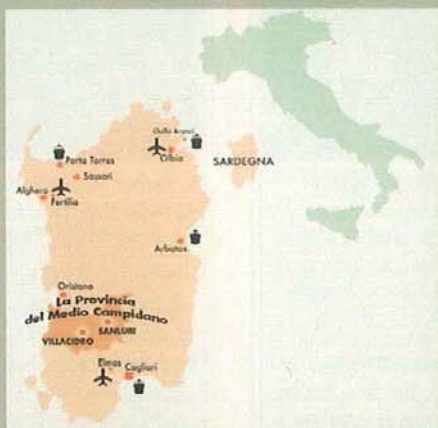 Golfo Aranci
Olbia
SARDEGNA
Porto Torres
Sassari
Alghero
Fertilia
Arbatax
Oristano
La Provincia
del Medio Campidano
SANLURI
VILLACIDRO
Elmas
Cagliari